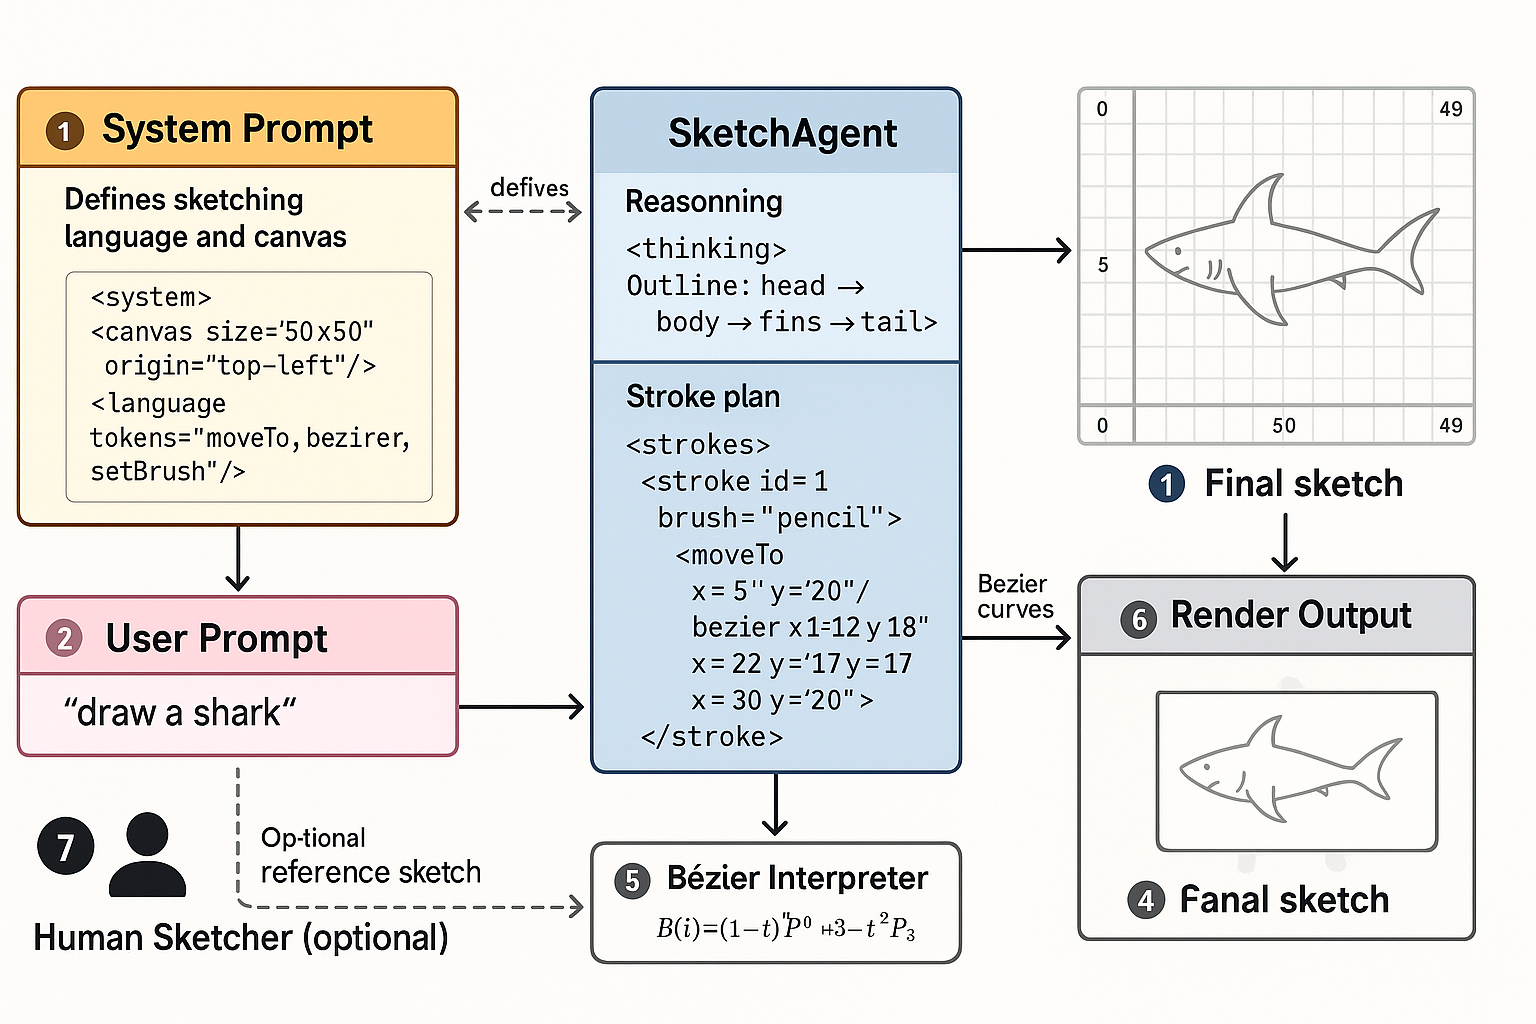 1 System Prompt
Defines sketching
language and canvas
<system>
<canvas size='50x50"
origin="top-left"/>
<language
tokens="moveTo, bezirer,
setBrush"/>
2 User Prompt
“draw a shark“
7
Op-tional
reference sketch
Human Sketcher (optional)
defives
SketchAgent
Reasonning
<thinking>
Outline: head →
body → fins → tail>
Stroke plan
<strokes>
<stroke id= 1
brush="pencil">
<moveTo
x= 5" y='20"/
bezier x1=12 y 18"
x= 22 y='17 y=17
x= 30 y='20">
</stroke>
5 Bézier Interpreter
B(i)=(1−t)"P⁰ +3−t²P₃
Bezier
curves
0 49
5
0 50 49
1 Final sketch
6 Render Output
4 Fanal sketch